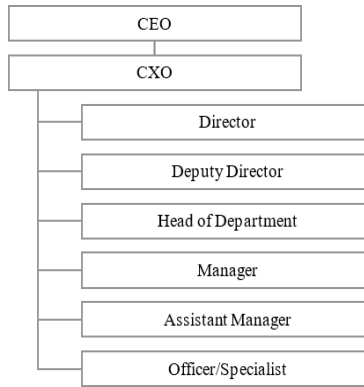 CEO
CXO
Director
Deputy Director
Head of Department
Manager
Assistant Manager
Officer/Specialist